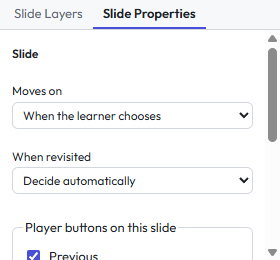 Slide Layers Slide Properties
Slide
Moves on
When the learner chooses
When revisited
Decide automatically
Player buttons on this slide
Previous